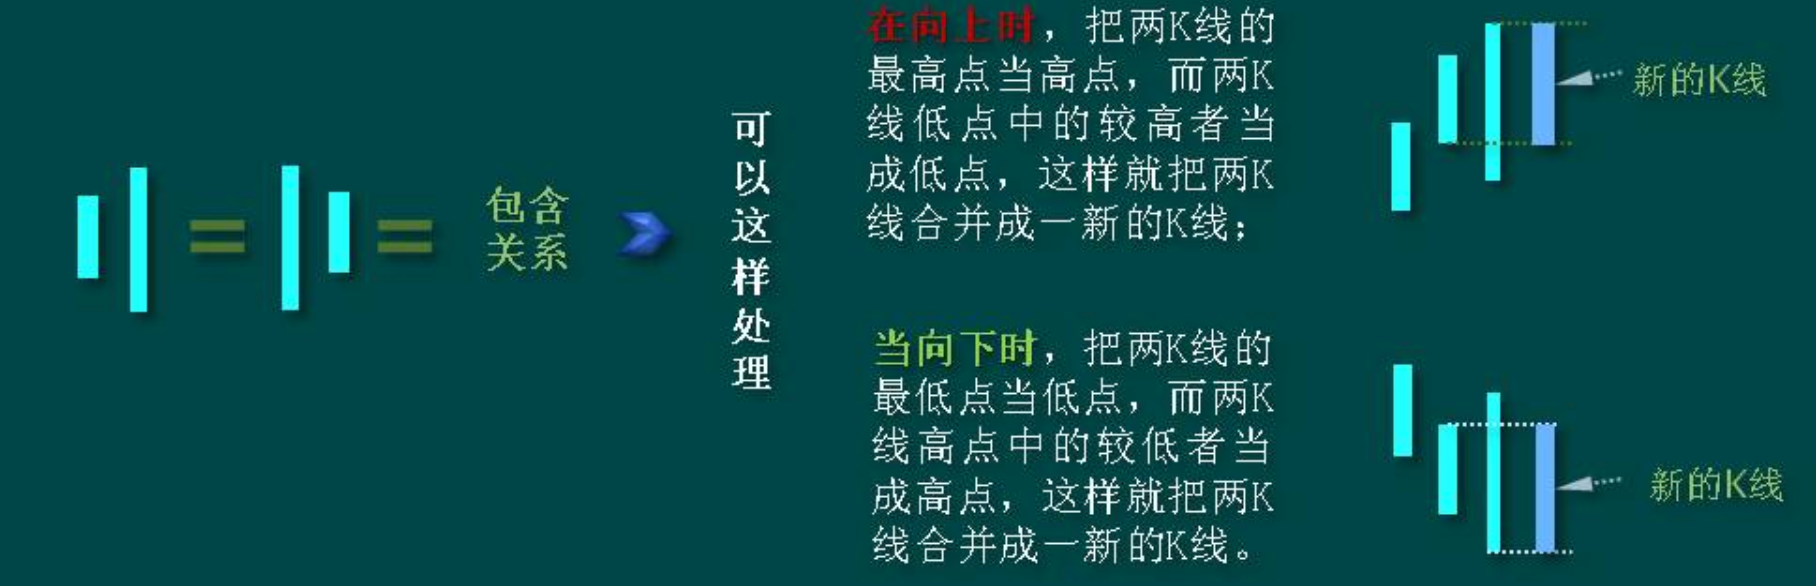 包含
关系
可以这样处理
在向上时，把两K线的
最高点当高点，而两K
线低点中的较高者当
成低点，这样就把两K
线合并成一新的K线；
新的K线
当向下时，把两K线的
最低点当低点，而两K
线高点中的较低者当
成高点，这样就把两K
线合并成一新的K线。
新的K线